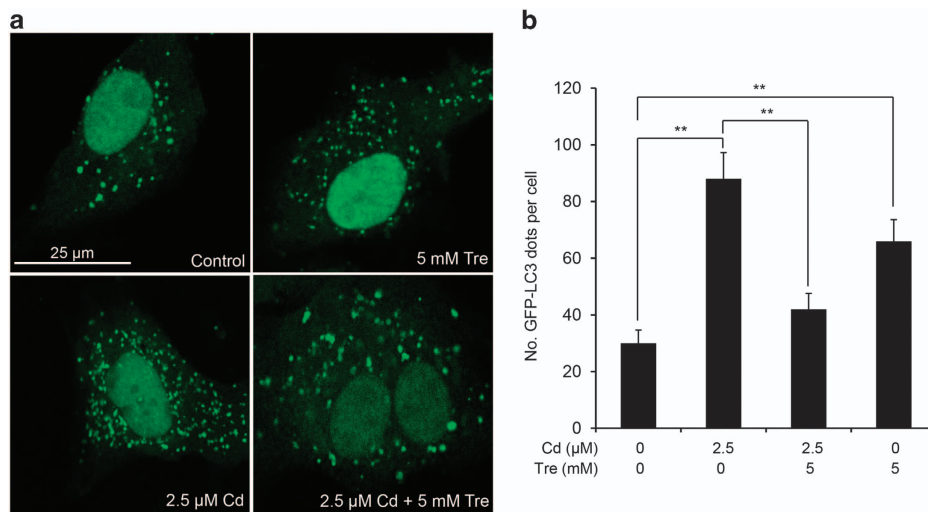 a
25 µm
Control
5 mM Tre
2.5 µM Cd
2.5 µM Cd + 5 mM Tre
b
No. GFP-LC3 dots per cell
120
100
80
60
40
20
0
**
**
**
Cd (µM) 0 2.5 2.5 0
Tre (mM) 0 0 5 5